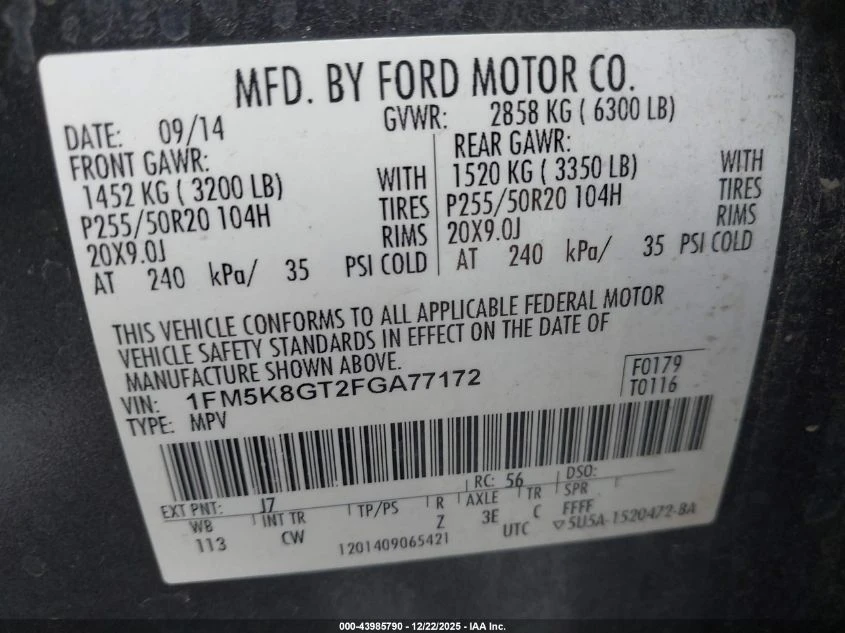 MFD. BY FORD MOTOR CO.
DATE: 09/14 GVWR: 2858 KG ( 6300 LB)
FRONT GAWR: REAR GAWR:
1452 KG ( 3200 LB) WITH 1520 KG ( 3350 LB) WITH
P255/50R20 104H TIRES P255/50R20 104H TIRES
20X9.0J RIMS 20X9.0J RIMS
AT 240 kPa/ 35 PSI COLD AT 240 kPa/ 35 PSI COLD
THIS VEHICLE CONFORMS TO ALL APPLICABLE FEDERAL MOTOR
VEHICLE SAFETY STANDARDS IN EFFECT ON THE DATE OF
MANUFACTURE SHOWN ABOVE.
VIN: 1FM5K8GT2FGA77172 F0179
TYPE: MPV T0116
EXT PNT: J7 RC: 56 DSO:
WB INT TR TP/PS R AXLE TR SPR
113 CW Z 3E C FFFF
1201409065421 UTC ▽5U5A-1520472-BA
000-43985790 - 12/22/2025 - IAA Inc.